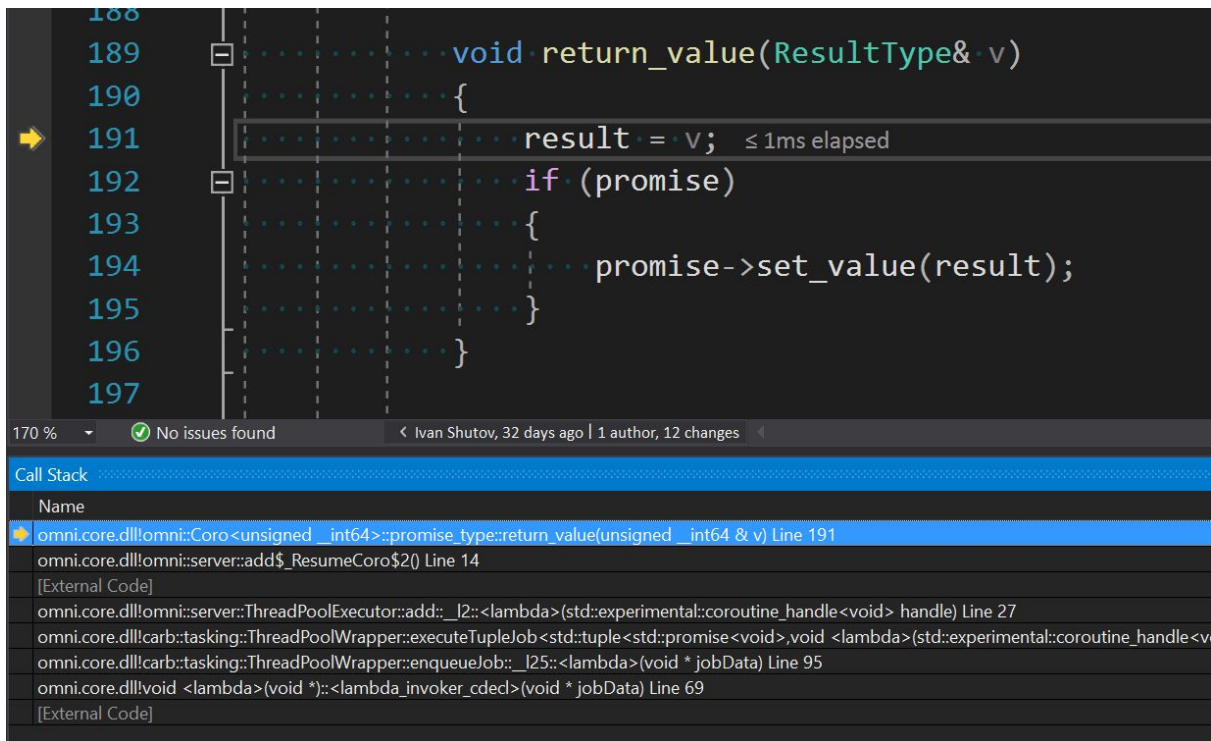 188
189 void return_value(ResultType& v)
190 {
191 result = v; ≤ 1ms elapsed
192 if (promise)
193 {
194 promise->set_value(result);
195 }
196 }
197
170 % No issues found < Ivan Shutov, 32 days ago | 1 author, 12 changes
Call Stack
Name
omni.core.dll!omni::Coro<unsigned __int64>::promise_type::return_value(unsigned __int64 & v) Line 191
omni.core.dll!omni::server::add$_ResumeCoro$2() Line 14
[External Code]
omni.core.dll!omni::server::ThreadPoolExecutor::add::__l2::<lambda>(std::experimental::coroutine_handle<void> handle) Line 27
omni.core.dll!carb::tasking::ThreadPoolWrapper::executeTupleJob<std::tuple<std::promise<void>,void <lambda>(std::experimental::coroutine_handle<v
omni.core.dll!carb::tasking::ThreadPoolWrapper::enqueueJob::__l25::<lambda>(void * jobData) Line 95
omni.core.dll!void <lambda>(void *)::<lambda_invoker_cdecl>(void * jobData) Line 69
[External Code]